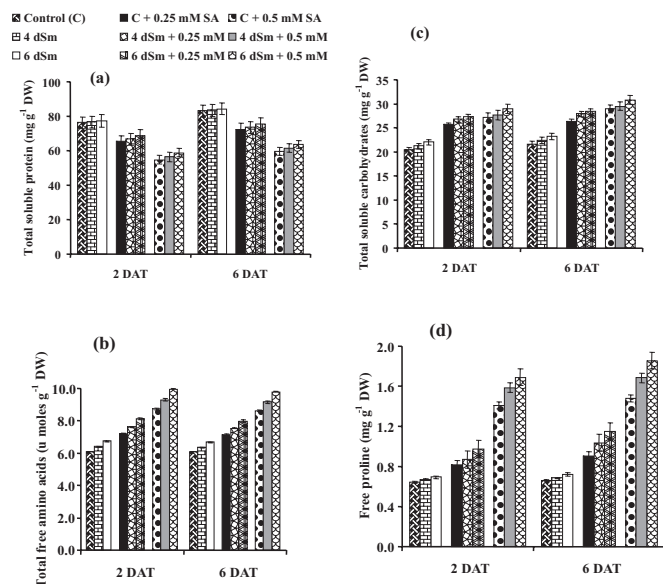 Control (C) C + 0.25 mM SA C + 0.5 mM SA
4 dSm 4 dSm + 0.25 mM 4 dSm + 0.5 mM
6 dSm 6 dSm + 0.25 mM 6 dSm + 0.5 mM
(a)
Total soluble protein (mg g-1 DW)
100
80
60
40
20
0
2 DAT 6 DAT
(c)
Total soluble carbohydrates (mg g-1 DW)
35
30
25
20
15
10
5
0
2 DAT 6 DAT
(b)
Total free amino acids (u moles g-1 DW)
10.0
8.0
6.0
4.0
2.0
0.0
2 DAT 6 DAT
(d)
Free proline (mg g-1 DW)
2.0
1.6
1.2
0.8
0.4
0.0
2 DAT 6 DAT